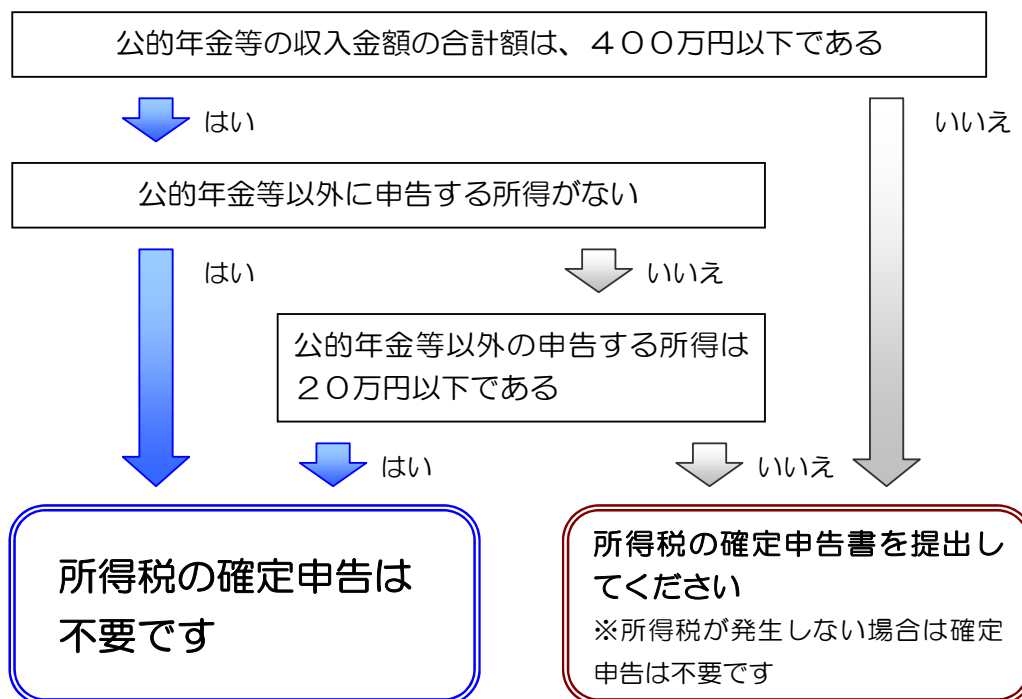 公的年金等の収入金額の合計額は、４００万円以下である
はい
いいえ
公的年金等以外に申告する所得がない
はい
いいえ
公的年金等以外の申告する所得は
２０万円以下である
はい
いいえ
所得税の確定申告は
不要です
所得税の確定申告書を提出し
てください
※所得税が発生しない場合は確定
申告は不要です